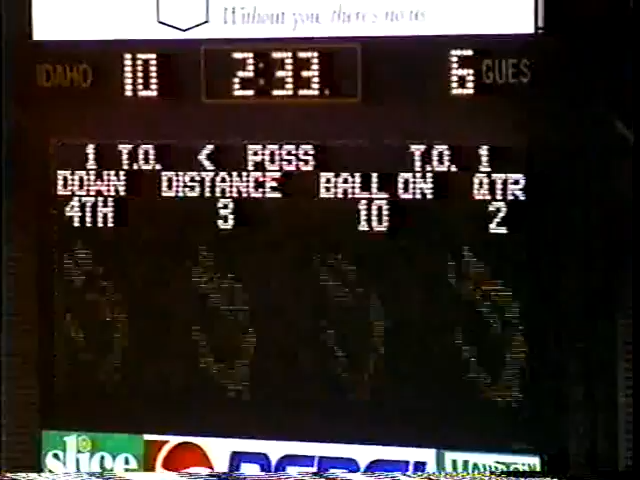 Without you, there's no us
IDAHO 10 2:33 6 GUES
1 T.O. < POSS T.O. 1
DOWN DISTANCE BALL ON QTR
4TH 3 10 2
slice PEPSI